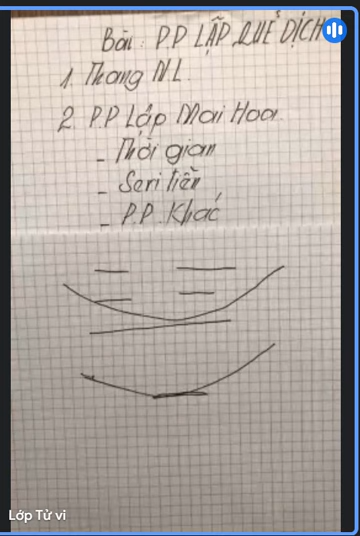 Bài: P.P LẬP QUẺ DỊCH
1. Thang N.L.
2. P.P Lập Mai Hoa
- Thời gian
- Seri tiền
- P.P. Khác
Lớp Tử vi